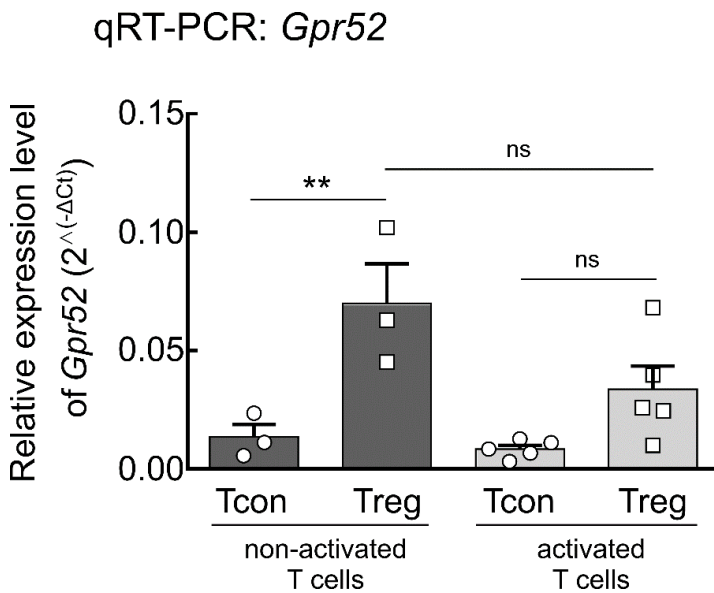 qRT-PCR: Gpr52
Relative expression level
of Gpr52 (2^(-ΔCt))
0.15
0.10
0.05
0.00
**
ns
ns
Tcon
Treg
Tcon
Treg
non-activated
T cells
activated
T cells